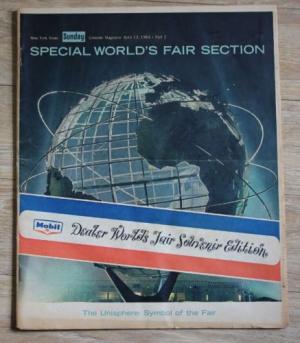 New York Times Sunday Magazine April 19, 1964 • Part 2
SPECIAL WORLD'S FAIR SECTION
Mobil
Dealer World's Fair Souvenir Edition
The Unisphere: Symbol of the Fair